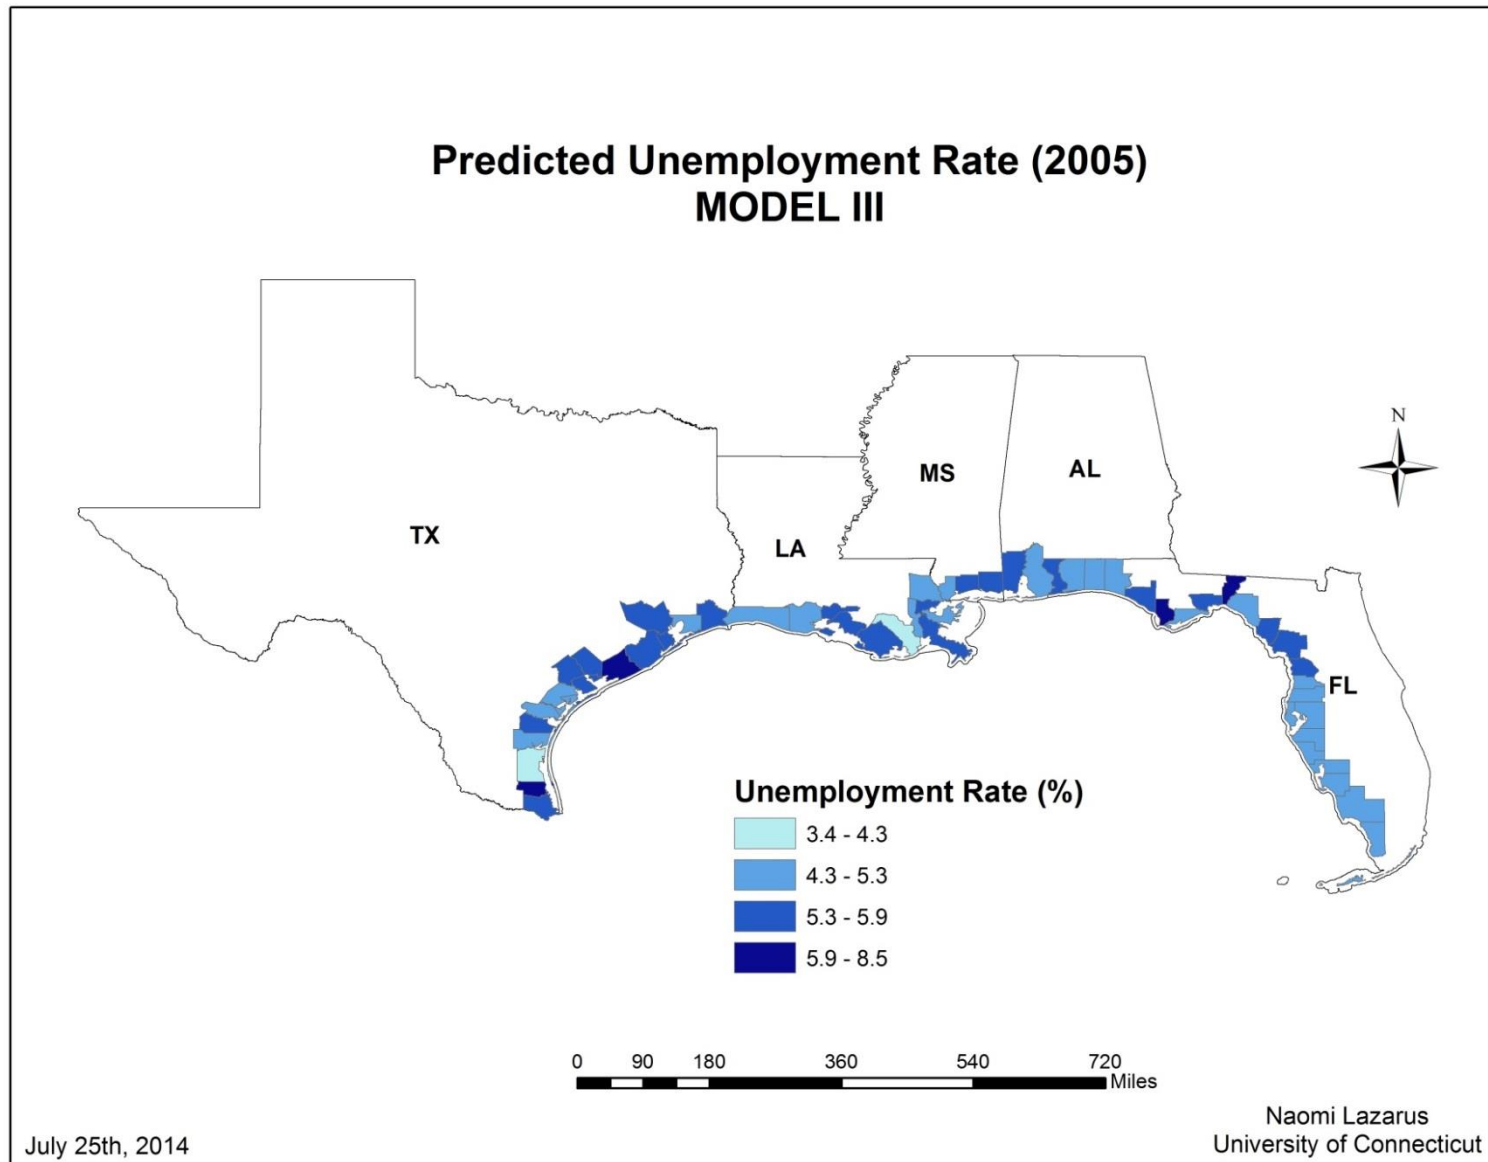 Predicted Unemployment Rate (2005)
MODEL III
N
MS
AL
TX
LA
FL
Unemployment Rate (%)
3.4 - 4.3
4.3 - 5.3
5.3 - 5.9
5.9 - 8.5
0 90 180 360 540 720
Miles
July 25th, 2014
Naomi Lazarus
University of Connecticut